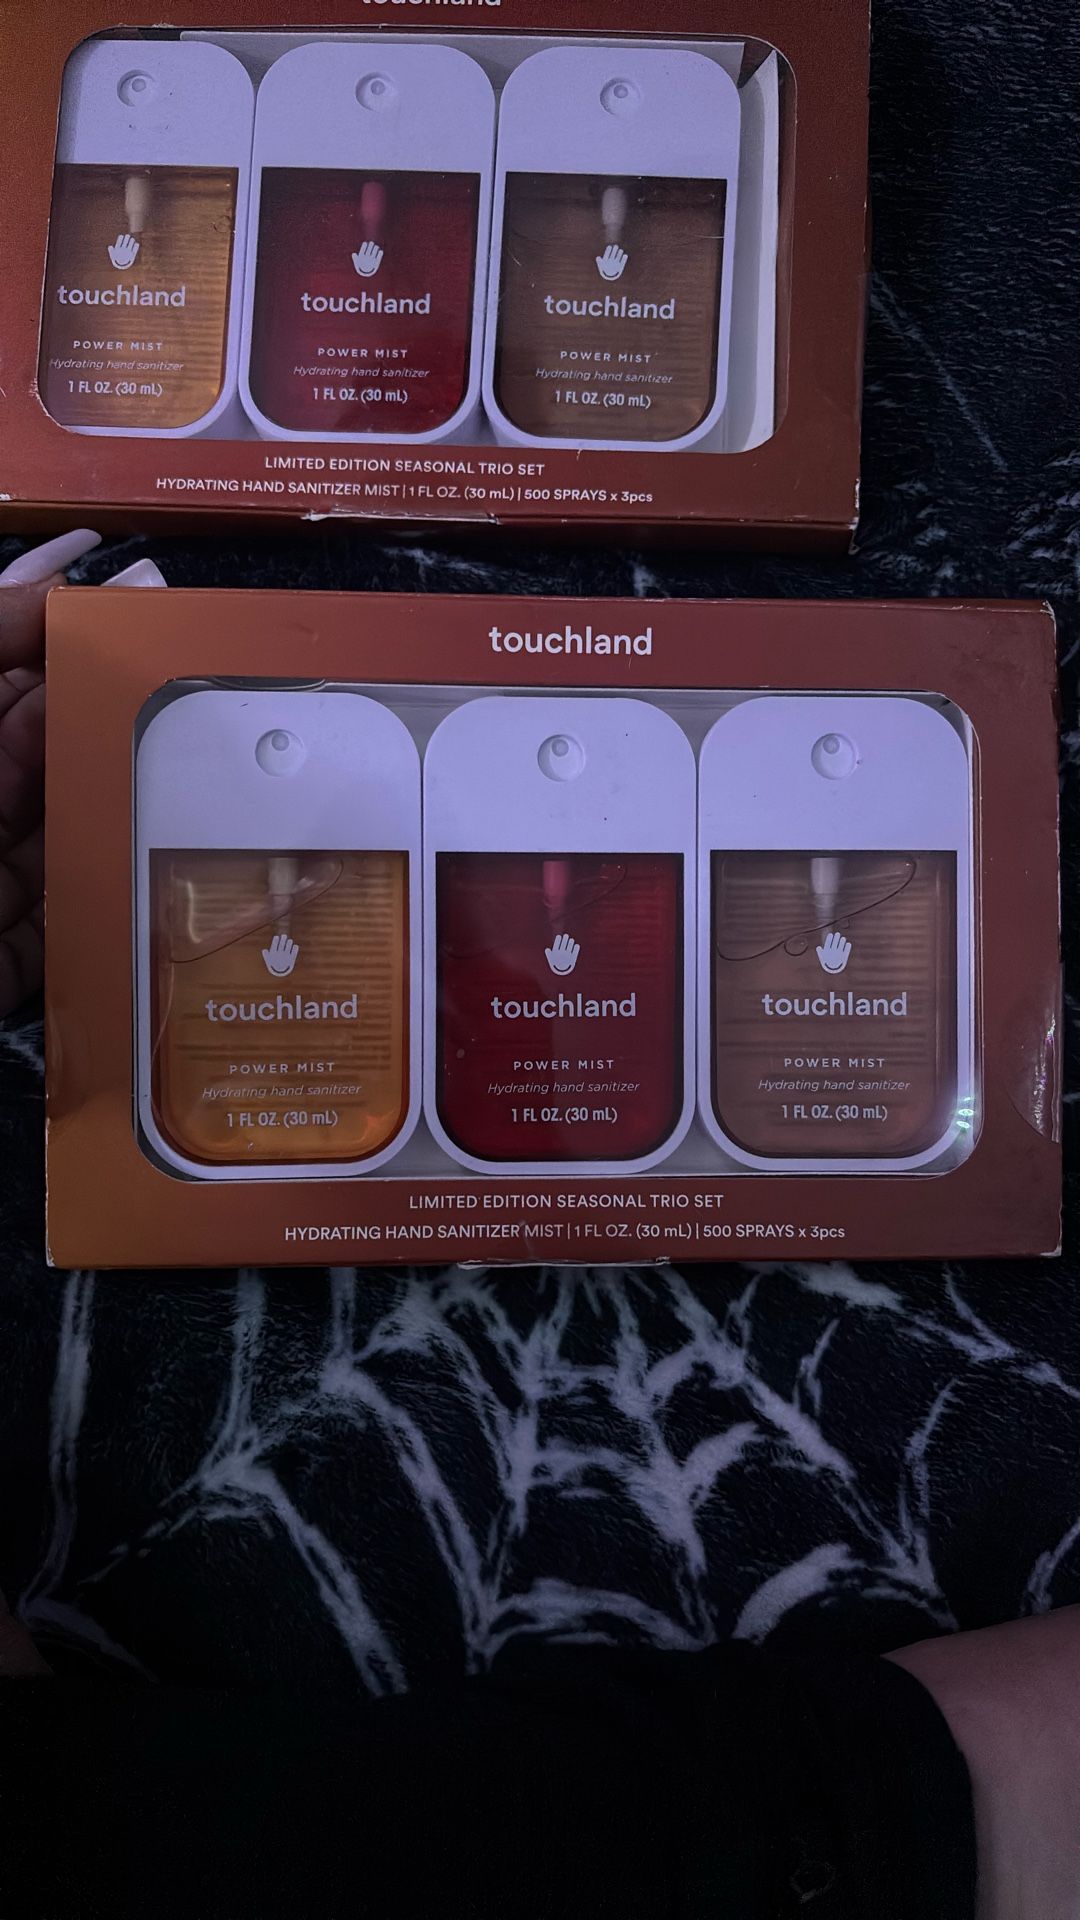 touchland
touchland
POWER MIST
Hydrating hand sanitizer
1 FL OZ. (30 mL)
touchland
POWER MIST
Hydrating hand sanitizer
1 FL OZ. (30 mL)
touchland
POWER MIST
Hydrating hand sanitizer
1 FL OZ. (30 mL)
LIMITED EDITION SEASONAL TRIO SET
HYDRATING HAND SANITIZER MIST | 1 FL OZ. (30 mL) | 500 SPRAYS x 3pcs
touchland
touchland
POWER MIST
Hydrating hand sanitizer
1 FL OZ. (30 mL)
touchland
POWER MIST
Hydrating hand sanitizer
1 FL OZ. (30 mL)
touchland
POWER MIST
Hydrating hand sanitizer
1 FL OZ. (30 mL)
LIMITED EDITION SEASONAL TRIO SET
HYDRATING HAND SANITIZER MIST | 1 FL OZ. (30 mL) | 500 SPRAYS x 3pcs